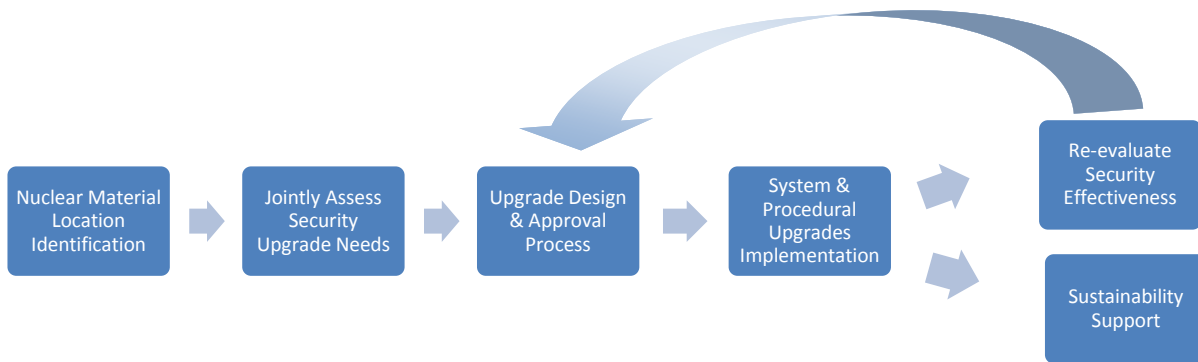 Nuclear Material
Location
Identification
Jointly Assess
Security
Upgrade Needs
Upgrade Design
& Approval
Process
System &
Procedural
Upgrades
Implementation
Re-evaluate
Security
Effectiveness
Sustainability
Support